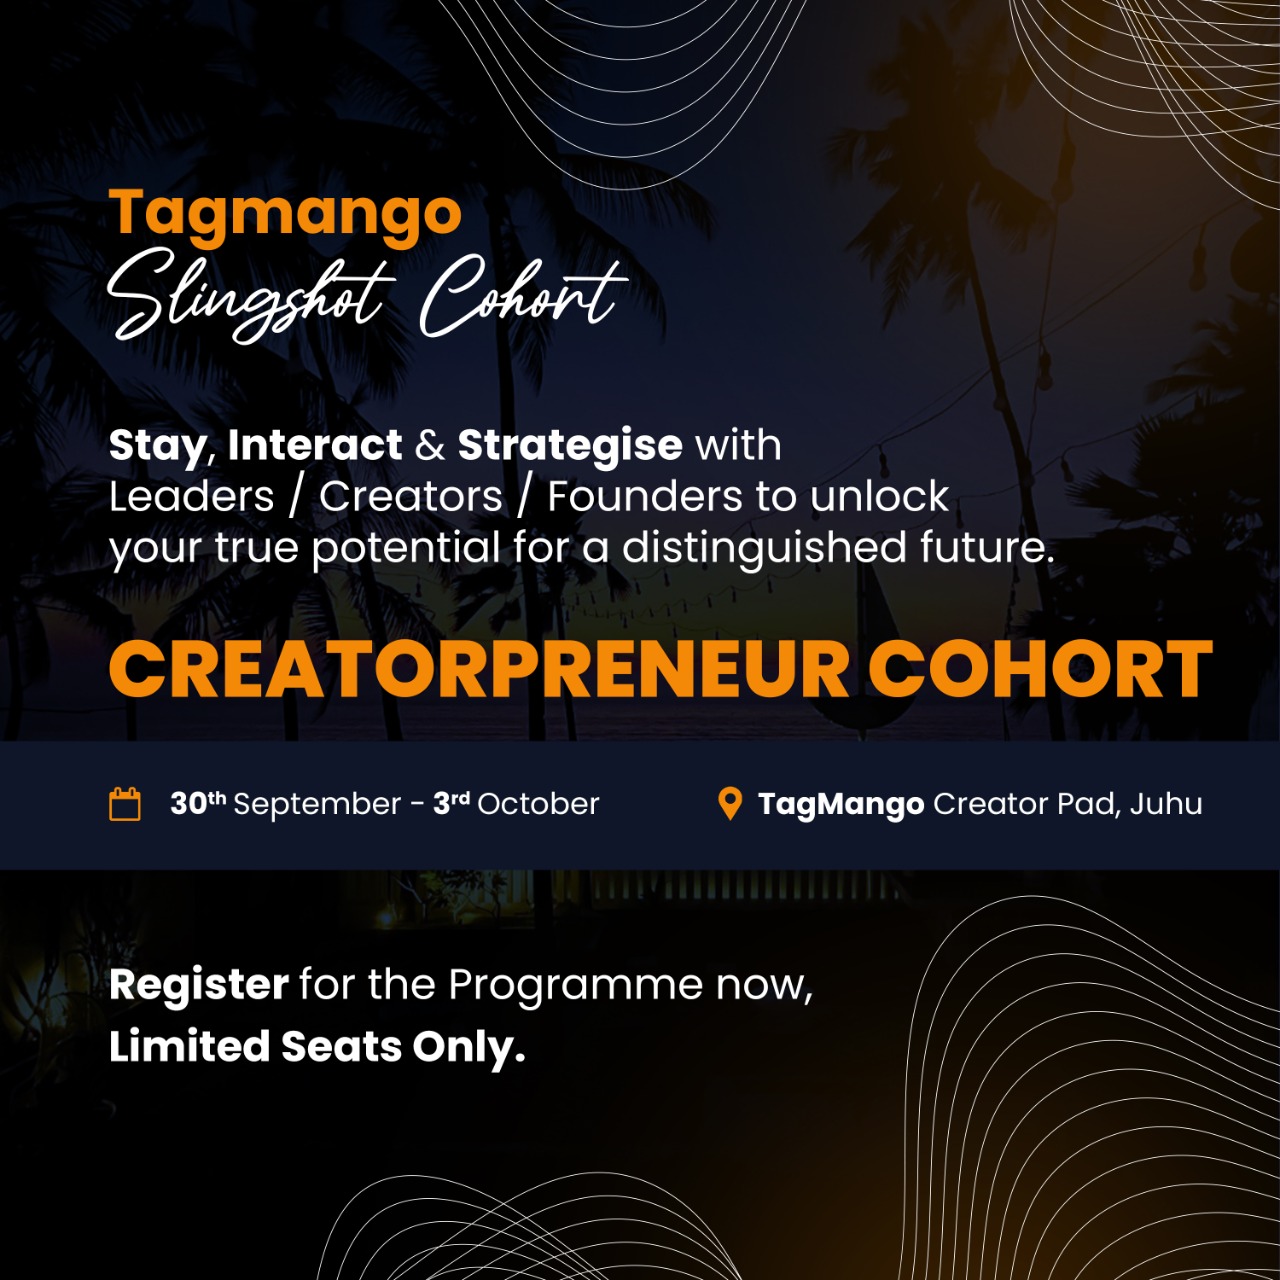 Tagmango
Slingshot Cohort
Stay, Interact & Strategise with
Leaders / Creators / Founders to unlock
your true potential for a distinguished future.
CREATORPRENEUR COHORT
30th September - 3rd October
TagMango Creator Pad, Juhu
Register for the Programme now,
Limited Seats Only.